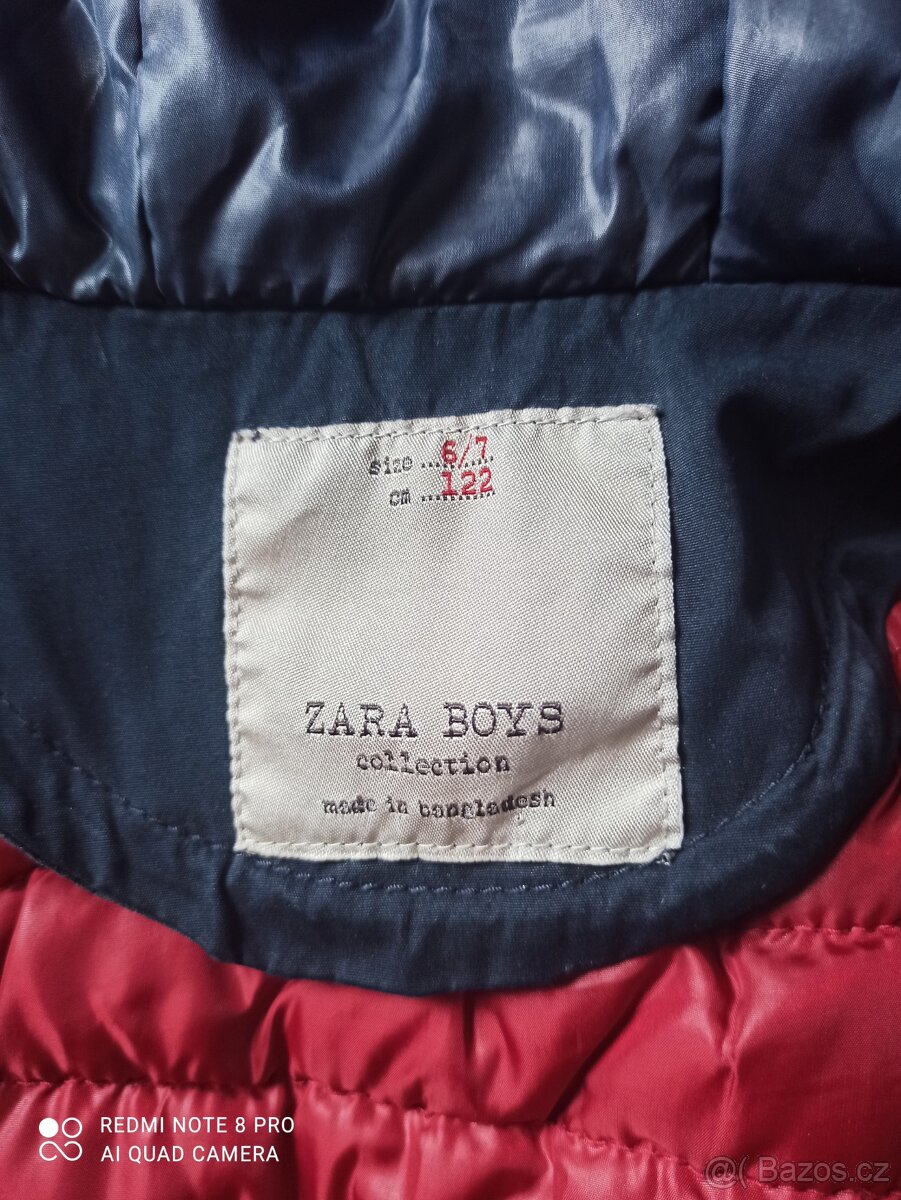 size ...6/7.
cm ...122
ZARA BOYS
collection
made in bangladesh
REDMI NOTE 8 PRO
AI QUAD CAMERA
Bazos.cz